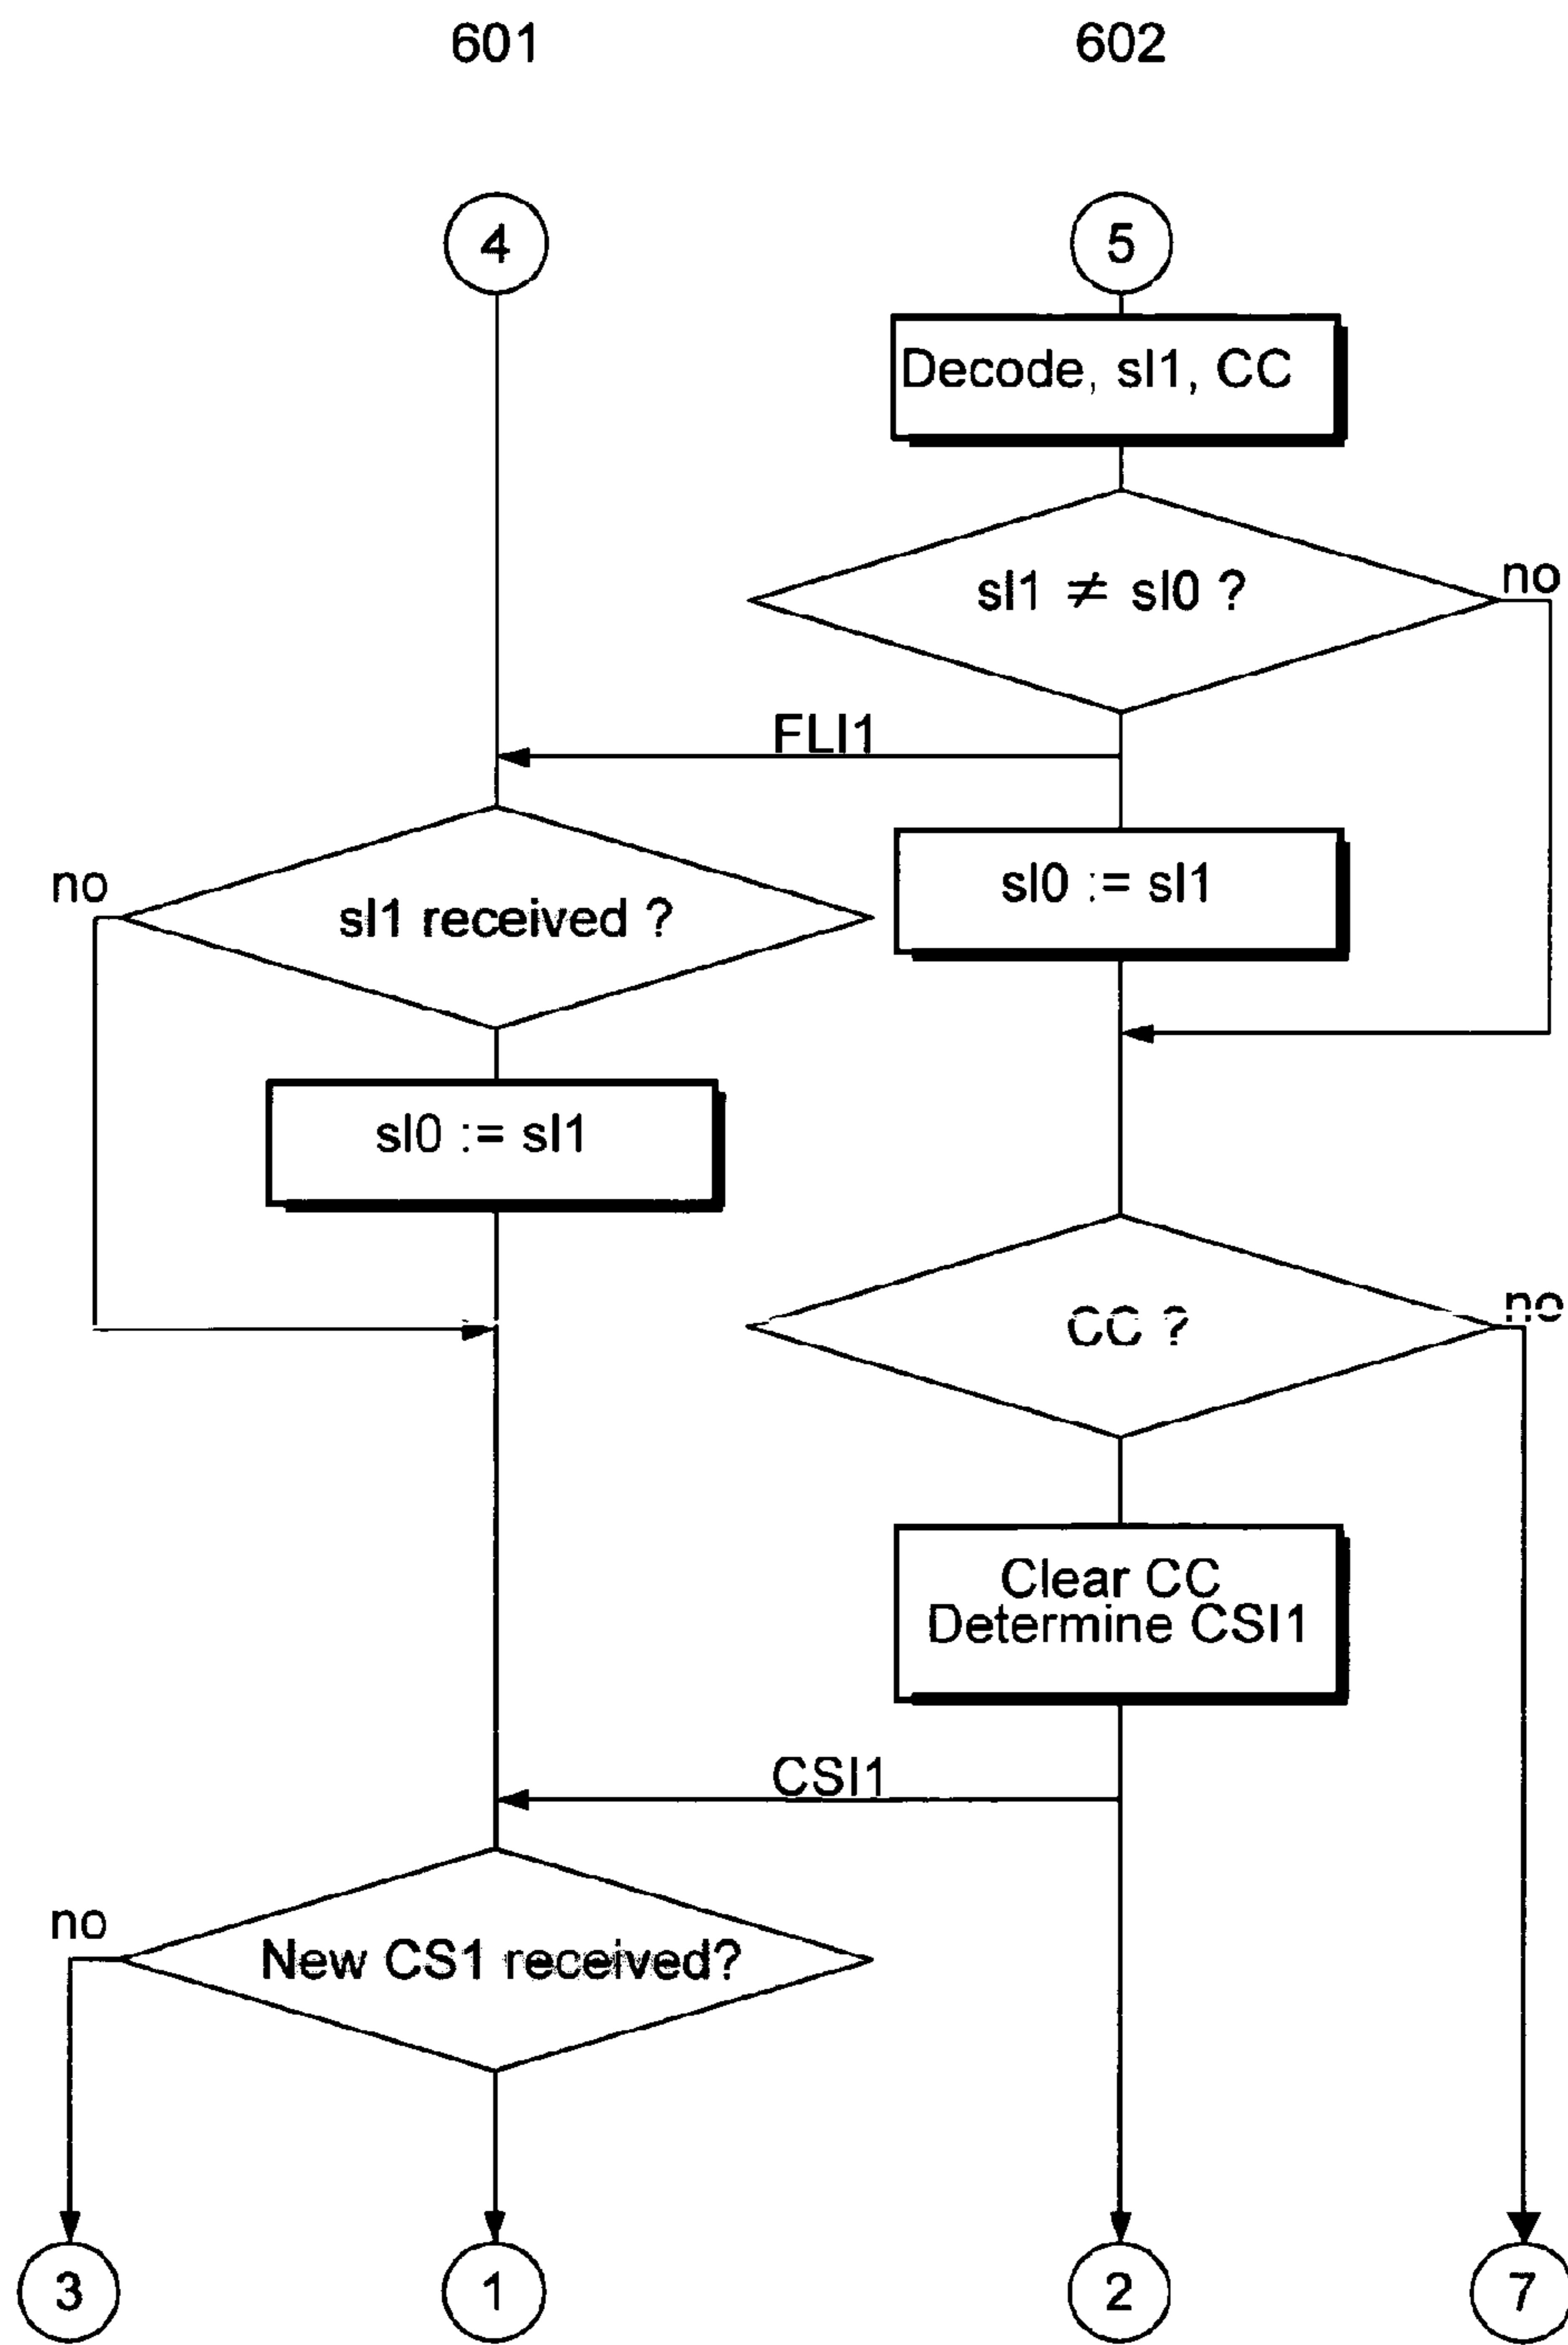 601
602
4
5
Decode, sl1, CC
sl1 ≠ sl0 ?
no
FLI1
no
sl1 received ?
sl0 := sl1
sl0 := sl1
CC ?
no
Clear CC
Determine CSI1
CSI1
no
New CS1 received?
3
1
2
7